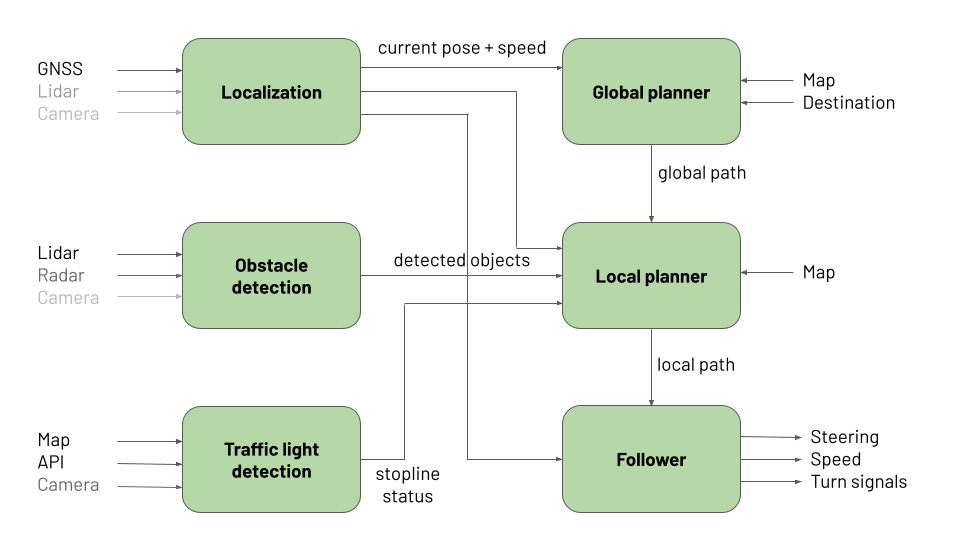 current pose + speed
GNSS
Lidar
Camera
Localization
Global planner
Map
Destination
global path
Lidar
Radar
Camera
Obstacle
detection
detected objects
Local planner
Map
local path
Map
API
Camera
Traffic light
detection
stopline
status
Follower
Steering
Speed
Turn signals